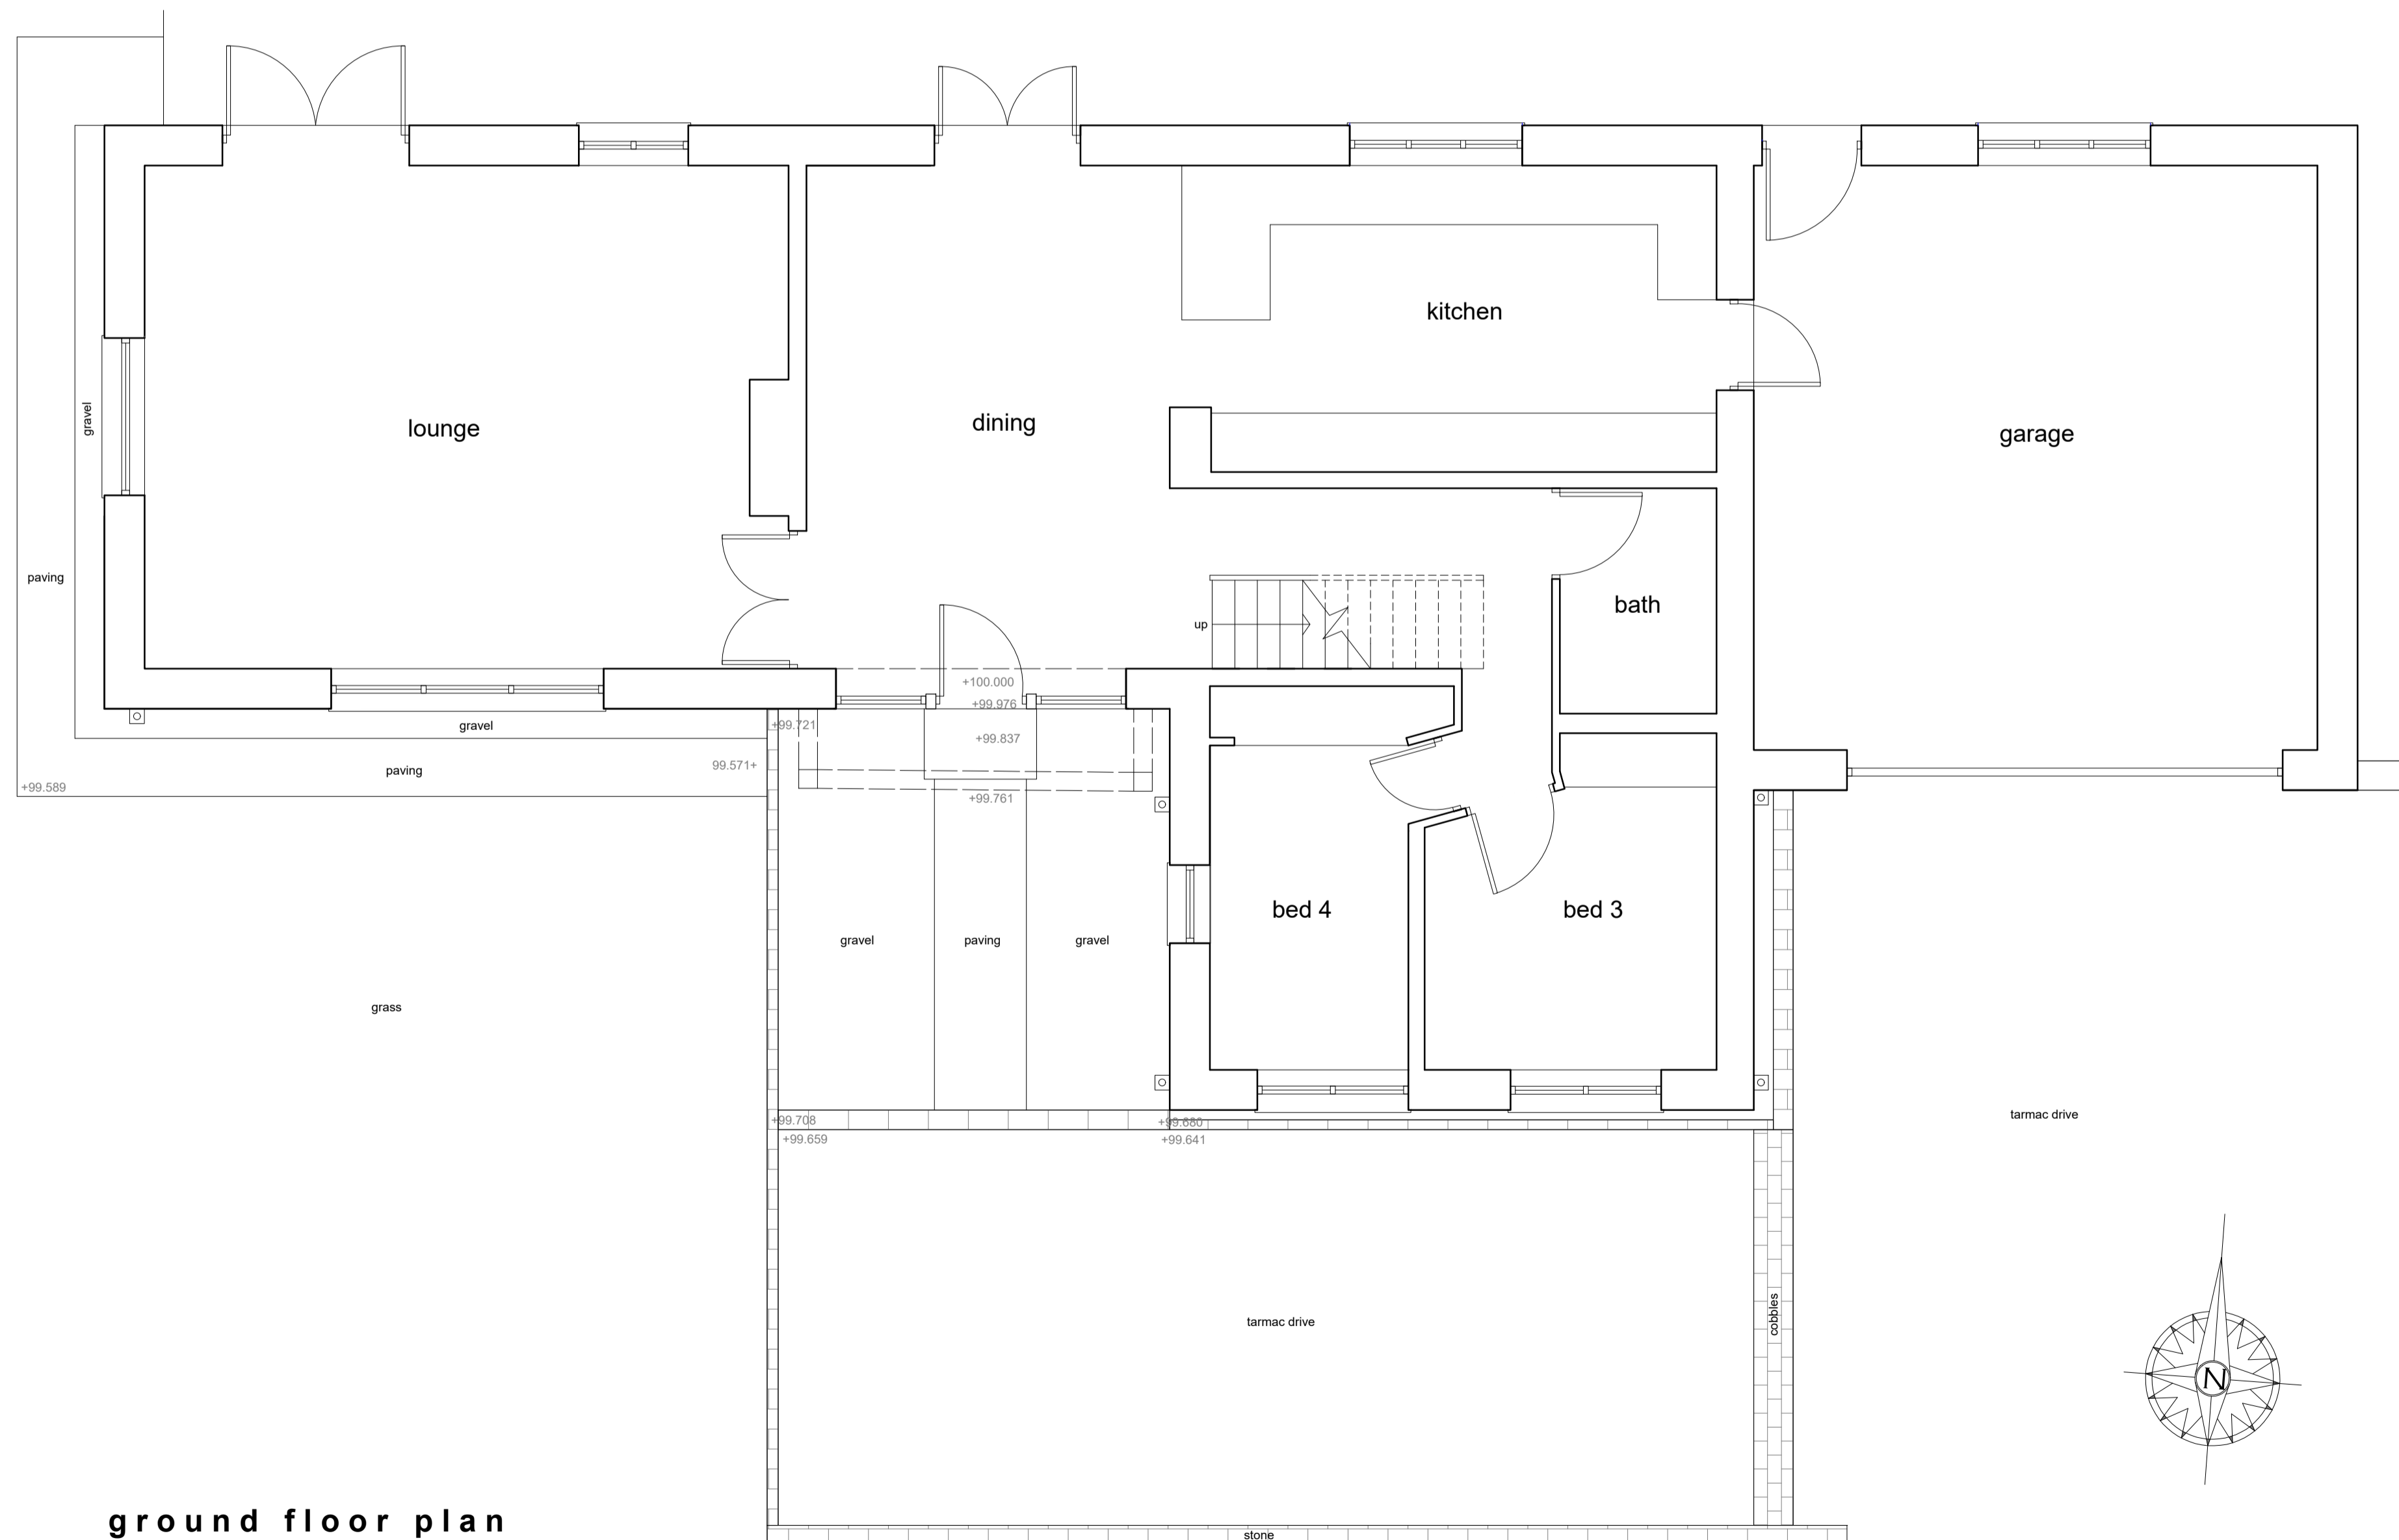 kitchen
gravel
lounge
dining
garage
paving
bath
up
+100.000
+99.976
gravel
+99.721
+99.837
99.571+
paving
+99.589
+99.761
bed 4
bed 3
gravel
paving
gravel
grass
tarmac drive
+99.708
+99.680
+99.659
+99.641
cobbles
tarmac drive
N
ground floor plan
stone